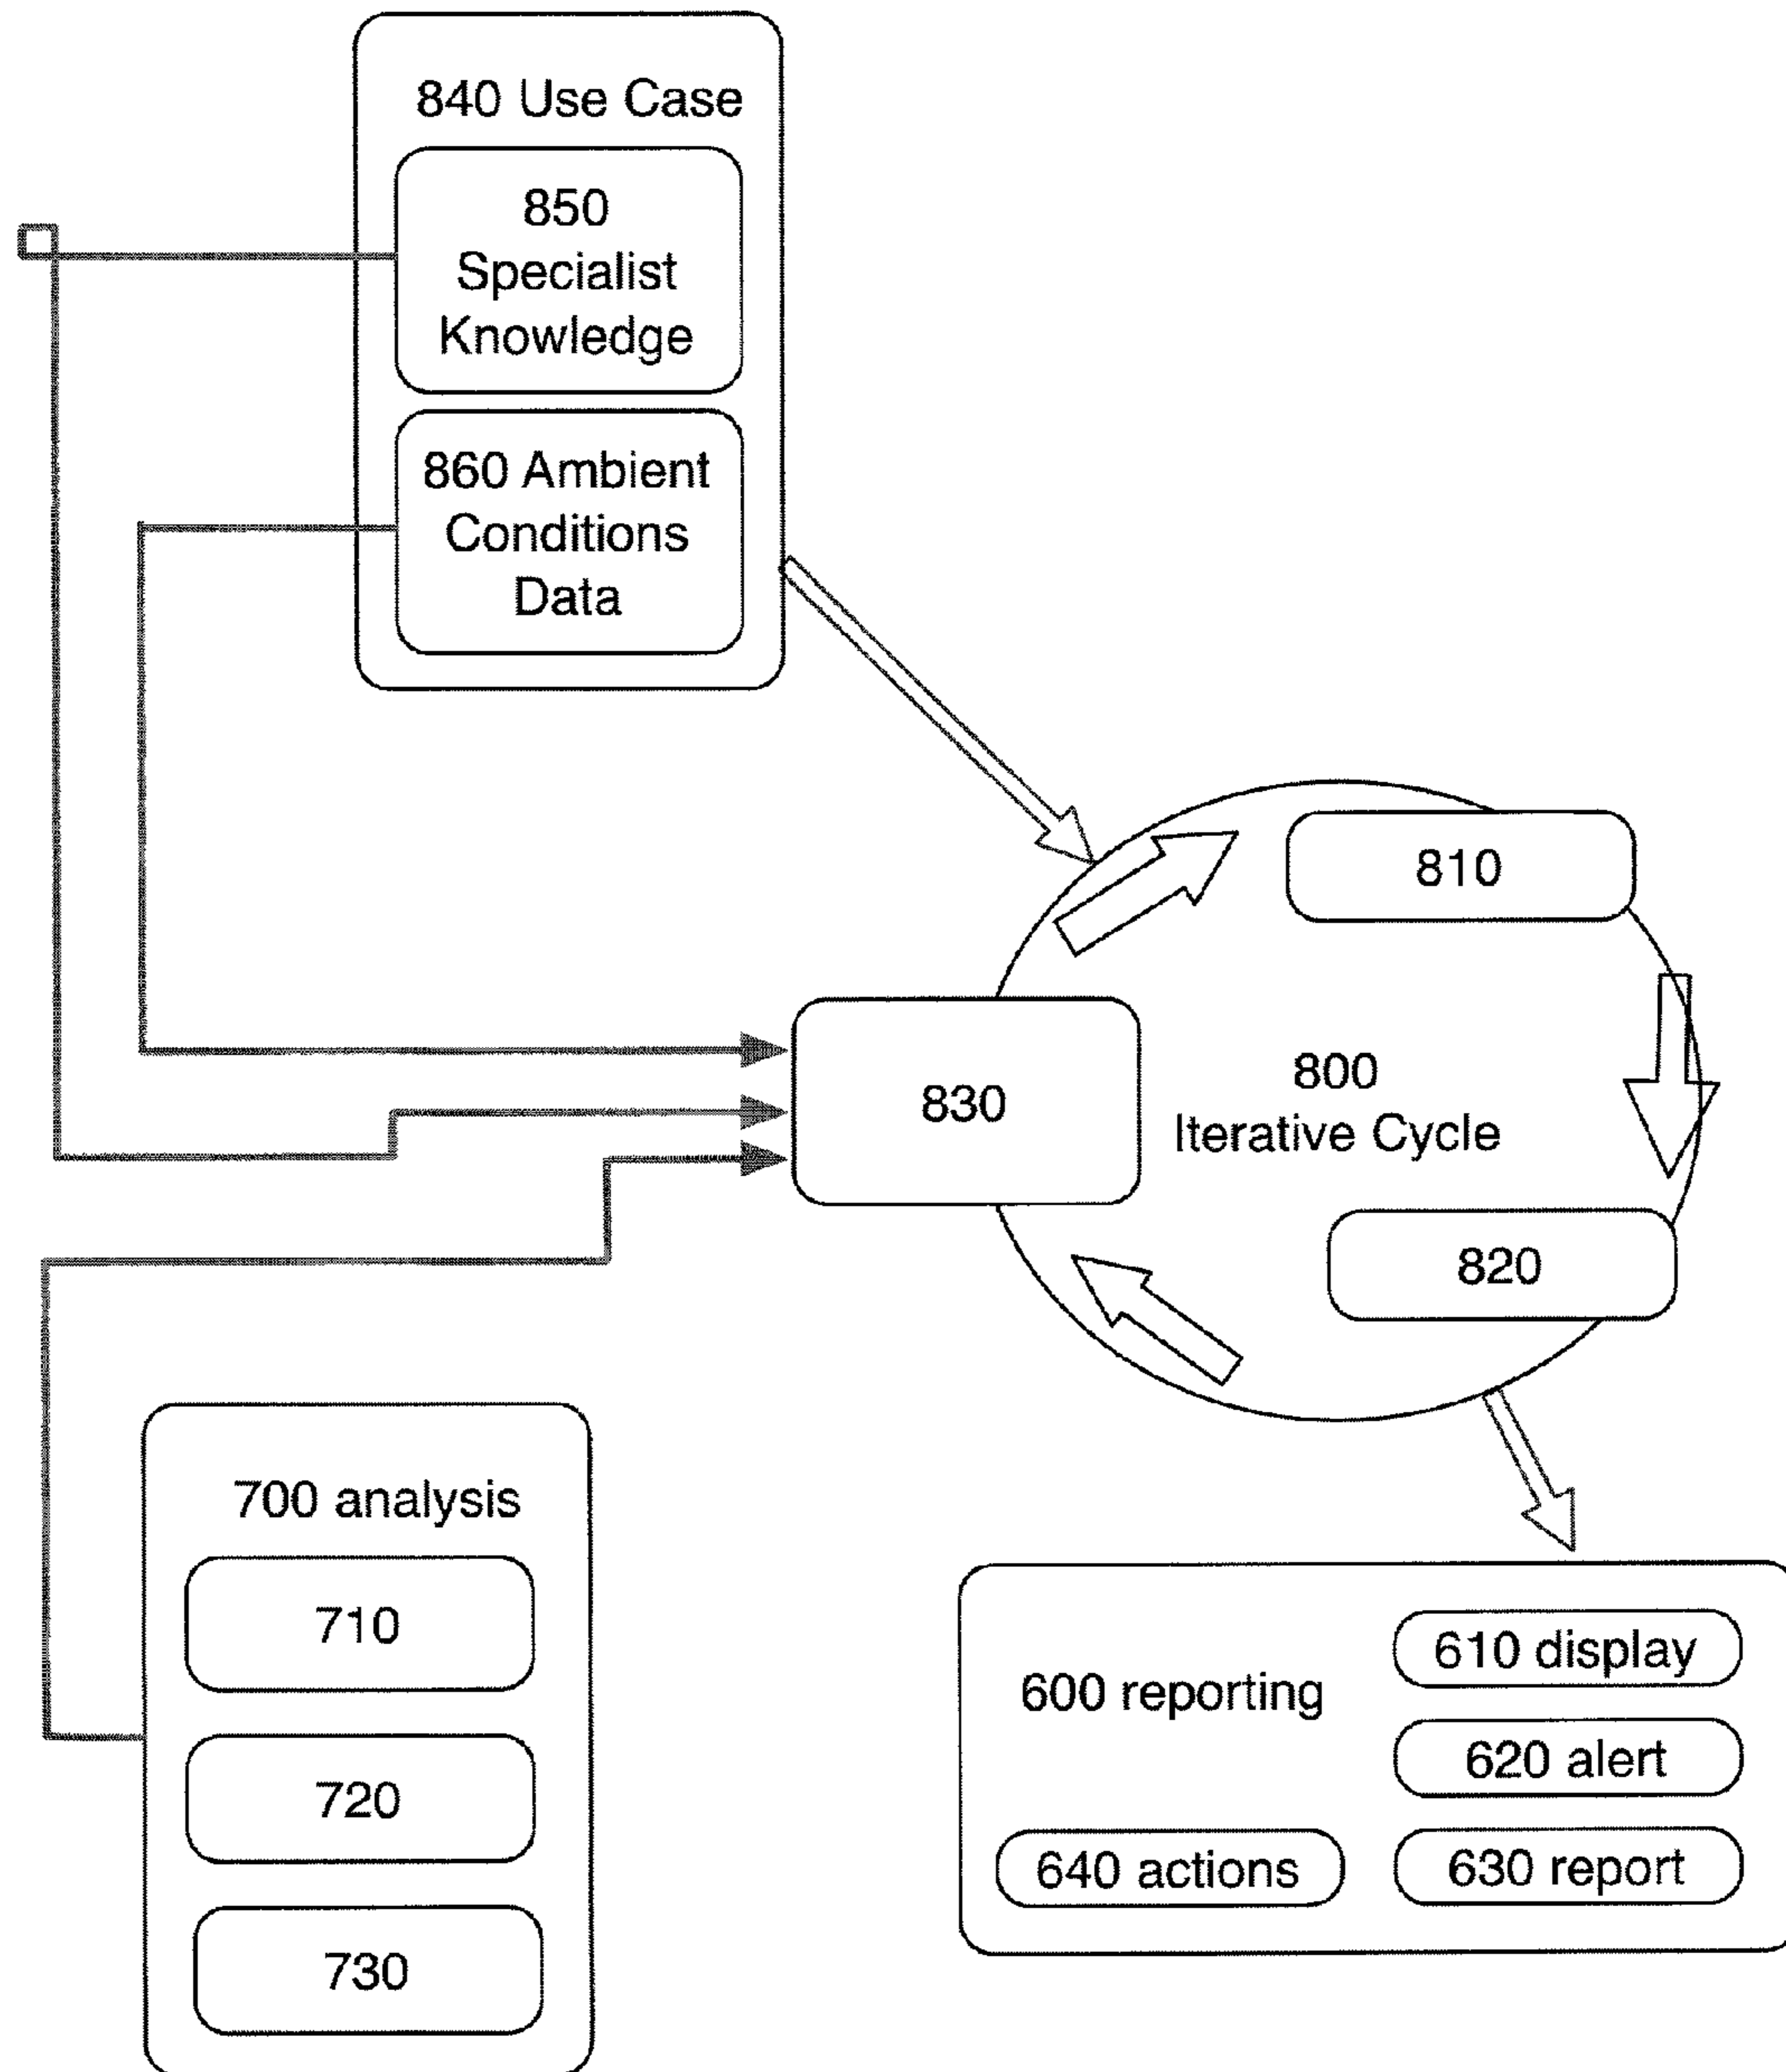 840 Use Case
850
Specialist
Knowledge
860 Ambient
Conditions
Data
810
800
Iterative Cycle
830
820
700 analysis
710
720
730
600 reporting
610 display
620 alert
640 actions
630 report